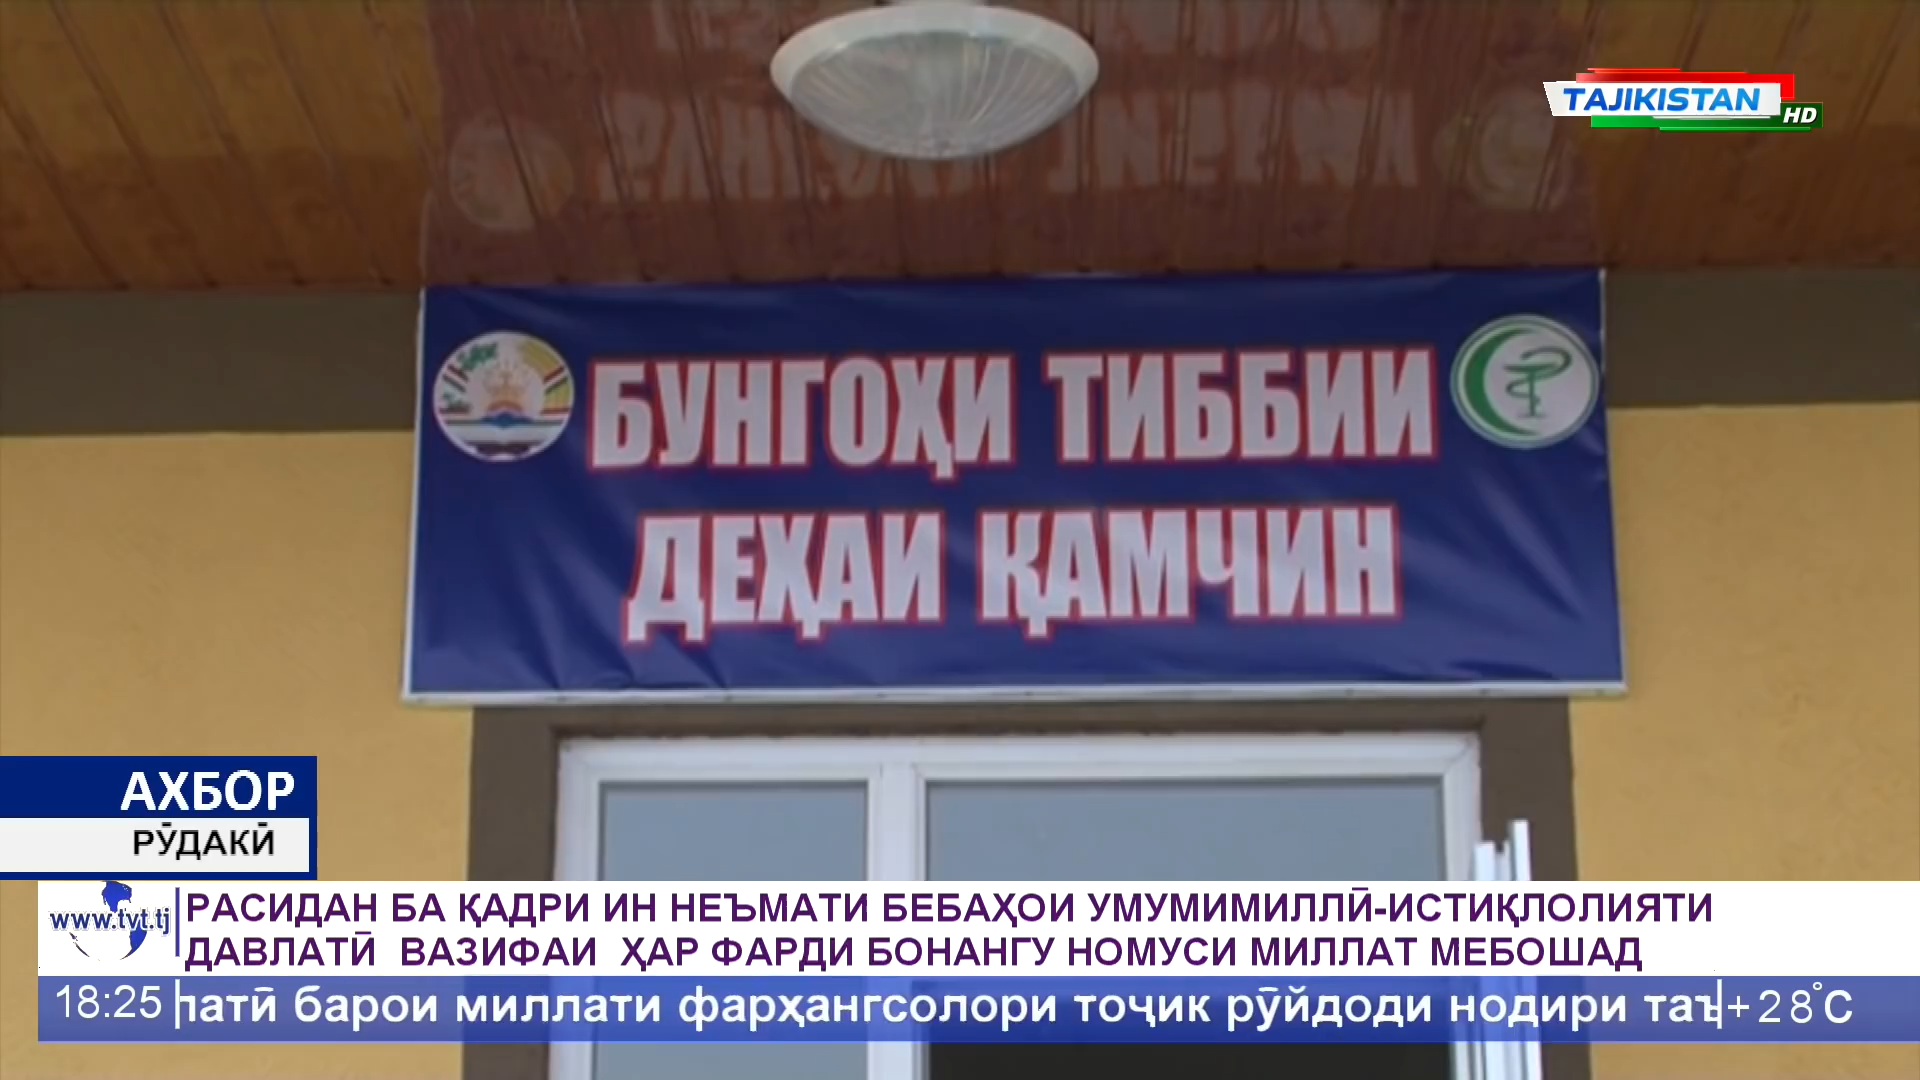 TAJIKISTAN HD
БУНГОҲИ ТИББИИ
ДЕҲАИ ҚАМЧИН
АХБОР
РӮДАКӢ
www.tvt.tj
РАСИДАН БА ҚАДРИ ИН НЕЪМАТИ БЕБАҲОИ УМУМИМИЛЛӢ-ИСТИҚЛОЛИЯТИ
ДАВЛАТӢ ВАЗИФАИ ҲАР ФАРДИ БОНАНГУ НОМУСИ МИЛЛАТ МЕБОШАД
18:25 барои миллати фарҳангсолори тоҷик рӯйдоди нодири +28°C